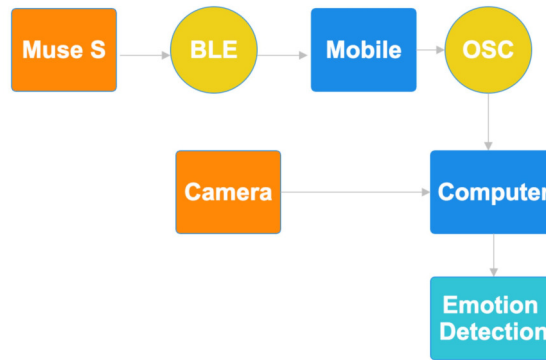 Muse S
BLE
Mobile
OSC
Camera
Computer
Emotion
Detection